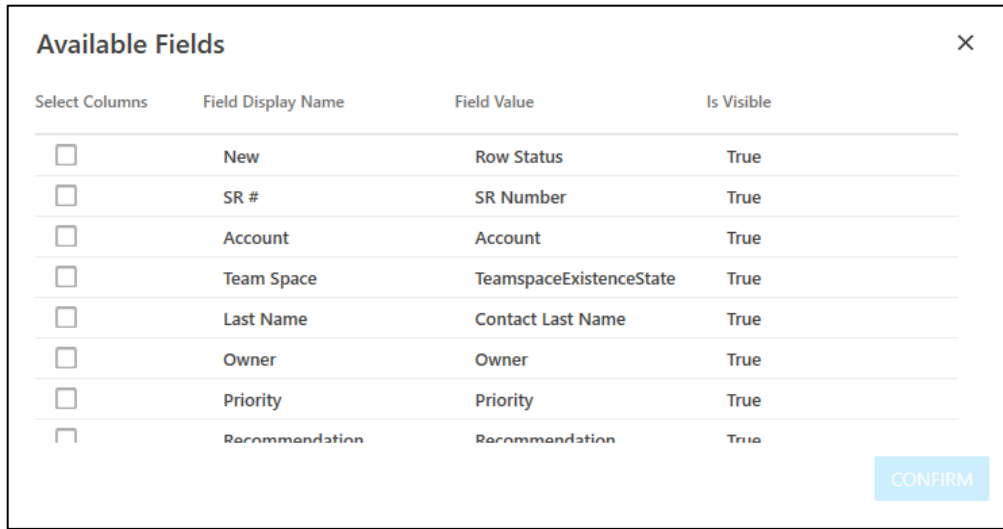 Available Fields
Select Columns Field Display Name Field Value Is Visible
New Row Status True
SR # SR Number True
Account Account True
Team Space TeamspaceExistenceState True
Last Name Contact Last Name True
Owner Owner True
Priority Priority True
Recommendation Recommendation True
CONFIRM